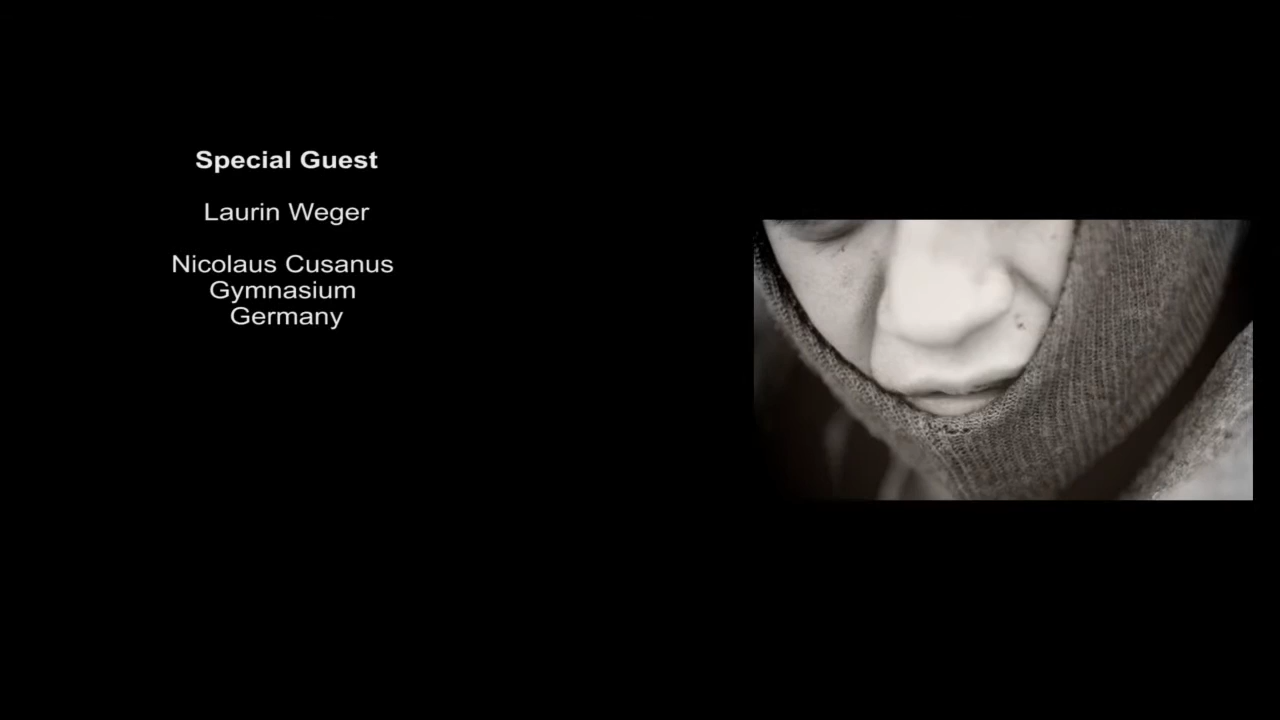 Special Guest
Laurin Weger
Nicolaus Cusanus
Gymnasium
Germany